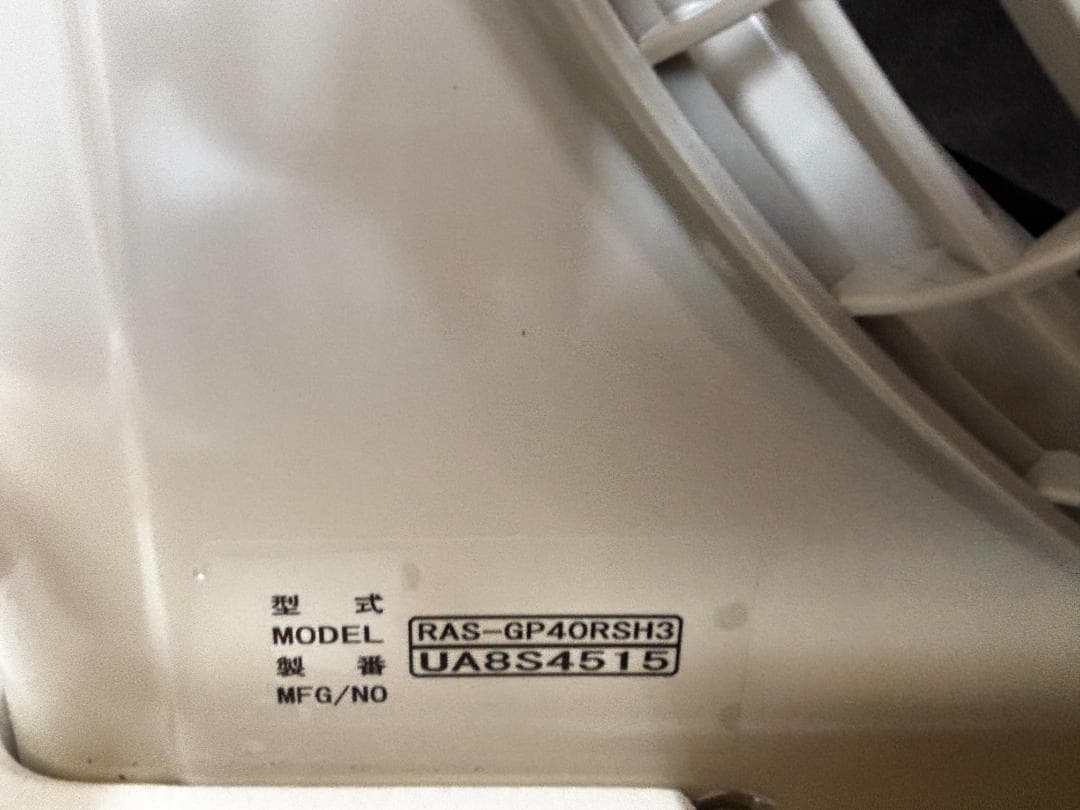 型 式
MODEL RAS-GP40RSH3
製 番 UA8S4515
MFG/NO